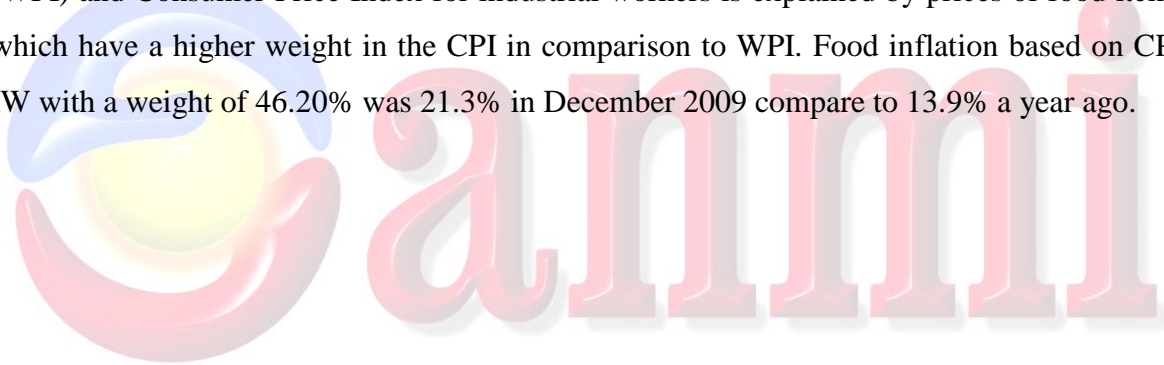 WPI) and Consumer Price Index for industrial workers is explained by prices of food item
which have a higher weight in the CPI in comparison to WPI. Food inflation based on CP
W with a weight of 46.20% was 21.3% in December 2009 compare to 13.9% a year ago.
anmi